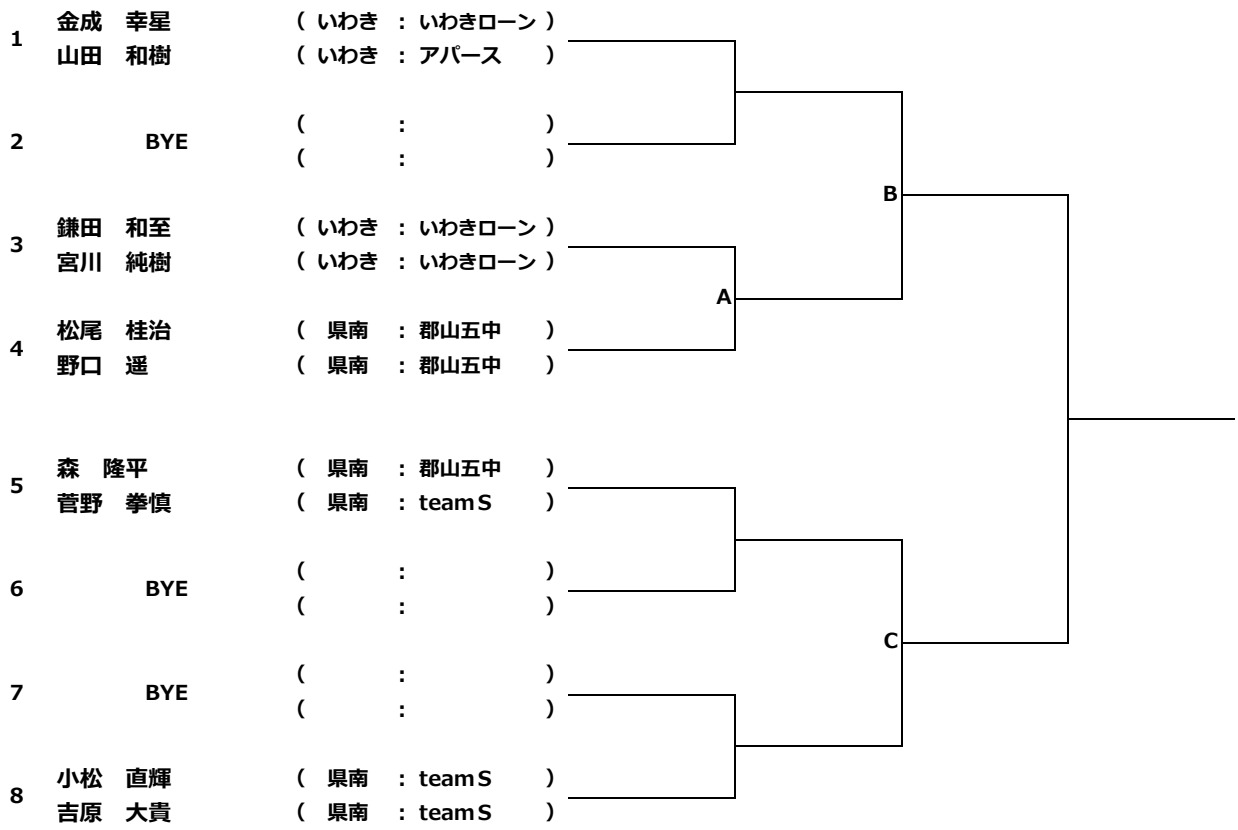 金成　幸星 ( いわき : いわきローン )
1
山田　和樹 ( いわき : アパース )
( : )
2 BYE
( : )
B
鎌田　和至 ( いわき : いわきローン )
3
宮川　純樹 ( いわき : いわきローン )
A
松尾　桂治 ( 県南 : 郡山五中 )
4
野口　遥 ( 県南 : 郡山五中 )
森　隆平 ( 県南 : 郡山五中 )
5
菅野　拳慎 ( 県南 : teamＳ )
( : )
6 BYE
( : )
C
( : )
7 BYE
( : )
小松　直輝 ( 県南 : teamＳ )
8
吉原　大貴 ( 県南 : teamＳ )